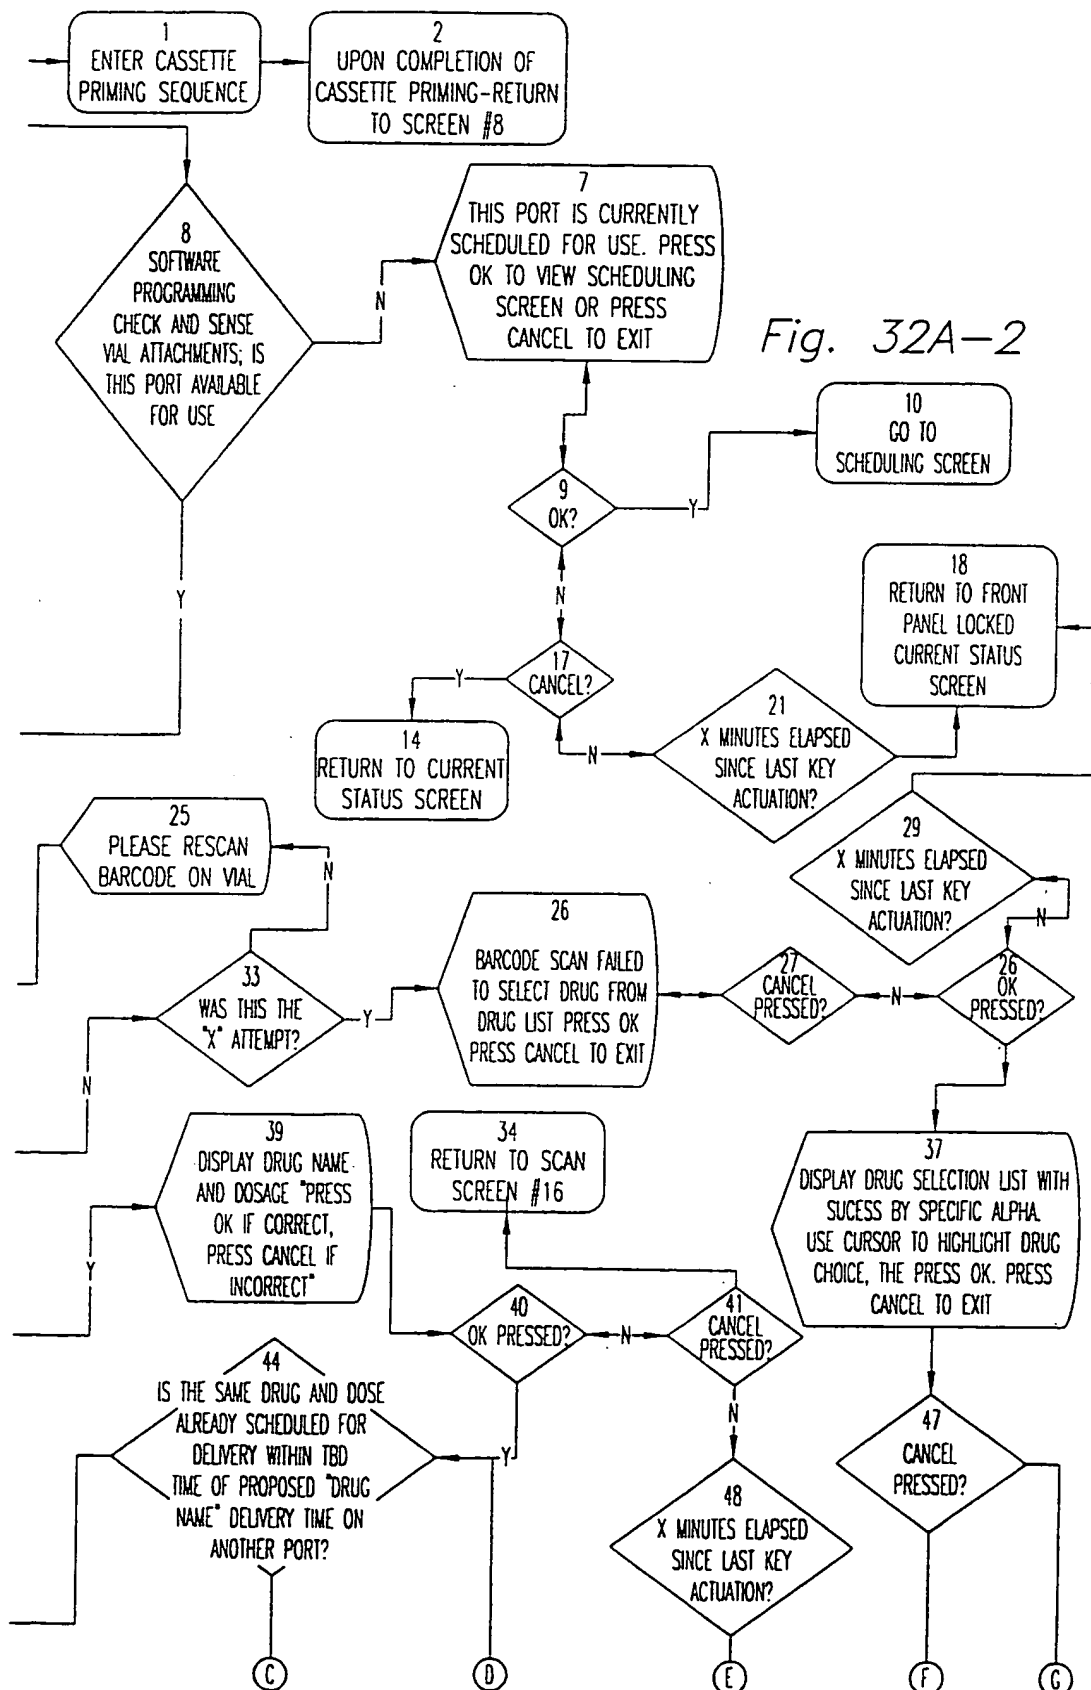 1
ENTER CASSETTE
PRIMING SEQUENCE
2
UPON COMPLETION OF
CASSETTE PRIMING-RETURN
TO SCREEN #8
8
SOFTWARE
PROGRAMMING
CHECK AND SENSE
VIAL ATTACHMENTS; IS
THIS PORT AVAILABLE
FOR USE
N
Y
7
THIS PORT IS CURRENTLY
SCHEDULED FOR USE. PRESS
OK TO VIEW SCHEDULING
SCREEN OR PRESS
CANCEL TO EXIT
Fig. 32A-2
10
GO TO
SCHEDULING SCREEN
9
OK?
Y
N
18
RETURN TO FRONT
PANEL LOCKED
CURRENT STATUS
SCREEN
17
CANCEL?
Y
N
14
RETURN TO CURRENT
STATUS SCREEN
21
X MINUTES ELAPSED
SINCE LAST KEY
ACTUATION?
25
PLEASE RESCAN
BARCODE ON VIAL
N
29
X MINUTES ELAPSED
SINCE LAST KEY
ACTUATION?
N
33
WAS THIS THE
"X" ATTEMPT?
Y
N
26
BARCODE SCAN FAILED
TO SELECT DRUG FROM
DRUG LIST PRESS OK
PRESS CANCEL TO EXIT
27
CANCEL
PRESSED?
N
26
OK
PRESSED?
39
DISPLAY DRUG NAME
AND DOSAGE "PRESS
OK IF CORRECT,
PRESS CANCEL IF
INCORRECT"
Y
34
RETURN TO SCAN
SCREEN #16
37
DISPLAY DRUG SELECTION LIST WITH
SUCESS BY SPECIFIC ALPHA.
USE CURSOR TO HIGHLIGHT DRUG
CHOICE, THE PRESS OK. PRESS
CANCEL TO EXIT
40
OK PRESSED?
N
Y
41
CANCEL
PRESSED?
N
44
IS THE SAME DRUG AND DOSE
ALREADY SCHEDULED FOR
DELIVERY WITHIN TBD
TIME OF PROPOSED "DRUG
NAME" DELIVERY TIME ON
ANOTHER PORT?
Y
47
CANCEL
PRESSED?
48
X MINUTES ELAPSED
SINCE LAST KEY
ACTUATION?
C
D
E
F
G